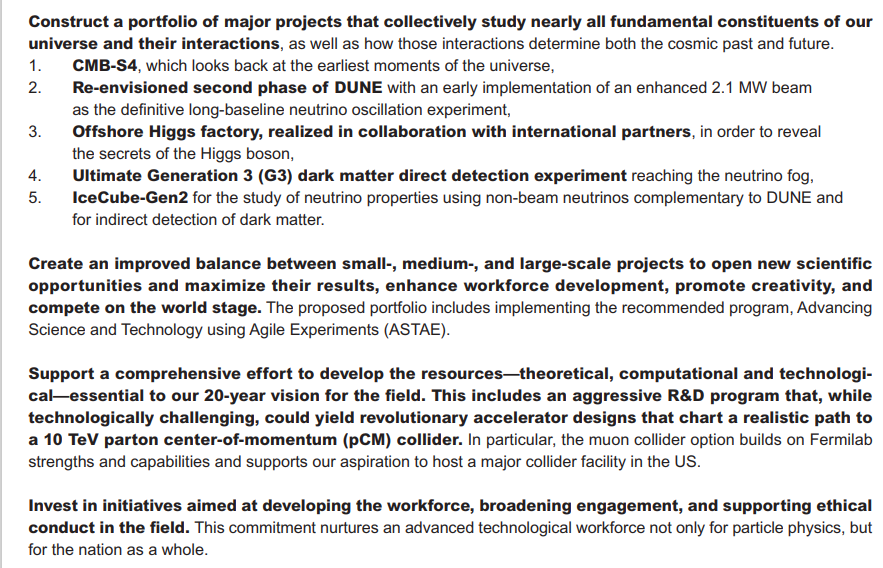 Construct a portfolio of major projects that collectively study nearly all fundamental constituents of our
universe and their interactions, as well as how those interactions determine both the cosmic past and future.
1. CMB-S4, which looks back at the earliest moments of the universe,
2. Re-envisioned second phase of DUNE with an early implementation of an enhanced 2.1 MW beam
as the definitive long-baseline neutrino oscillation experiment,
3. Offshore Higgs factory, realized in collaboration with international partners, in order to reveal
the secrets of the Higgs boson,
4. Ultimate Generation 3 (G3) dark matter direct detection experiment reaching the neutrino fog,
5. IceCube-Gen2 for the study of neutrino properties using non-beam neutrinos complementary to DUNE and
for indirect detection of dark matter.
Create an improved balance between small-, medium-, and large-scale projects to open new scientific
opportunities and maximize their results, enhance workforce development, promote creativity, and
compete on the world stage. The proposed portfolio includes implementing the recommended program, Advancing
Science and Technology using Agile Experiments (ASTAE).
Support a comprehensive effort to develop the resources—theoretical, computational and technologi-
cal—essential to our 20-year vision for the field. This includes an aggressive R&D program that, while
technologically challenging, could yield revolutionary accelerator designs that chart a realistic path to
a 10 TeV parton center-of-momentum (pCM) collider. In particular, the muon collider option builds on Fermilab
strengths and capabilities and supports our aspiration to host a major collider facility in the US.
Invest in initiatives aimed at developing the workforce, broadening engagement, and supporting ethical
conduct in the field. This commitment nurtures an advanced technological workforce not only for particle physics, but
for the nation as a whole.